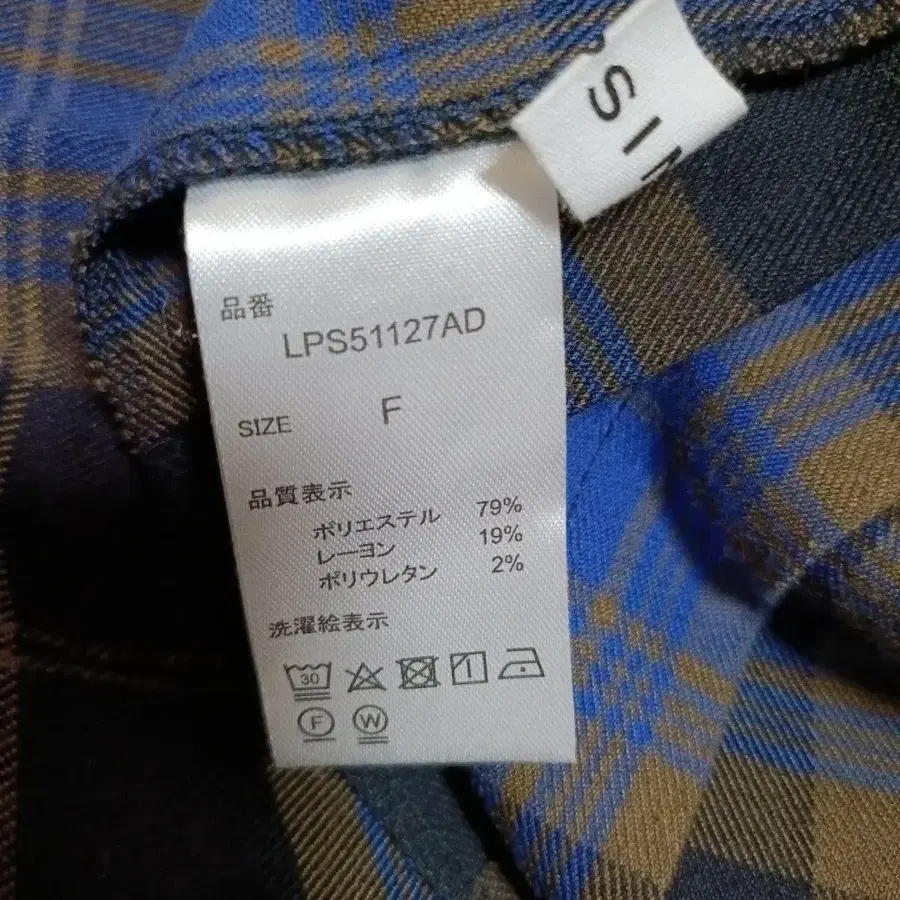 SI
品番
LPS51127AD
SIZE F
品質表示
ポリエステル 79%
レーヨン 19%
ポリウレタン 2%
洗濯絵表示
30
F W